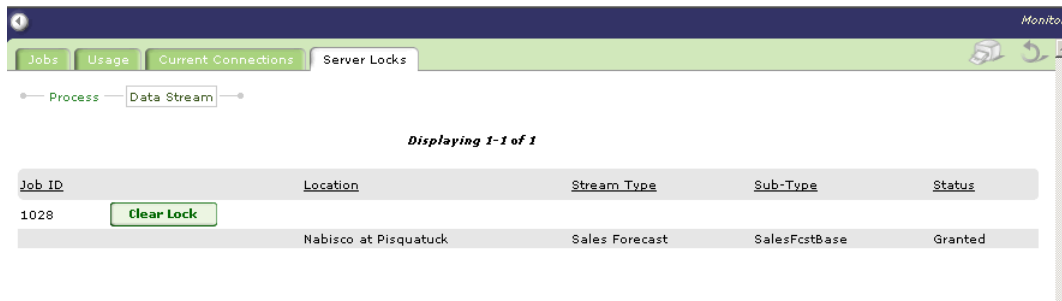 Monito
Jobs Usage Current Connections Server Locks
Process Data Stream
Displaying 1-1 of 1
Job ID Location Stream Type Sub-Type Status
1028 Clear Lock
Nabisco at Pisquatuck Sales Forecast SalesFcstBase Granted